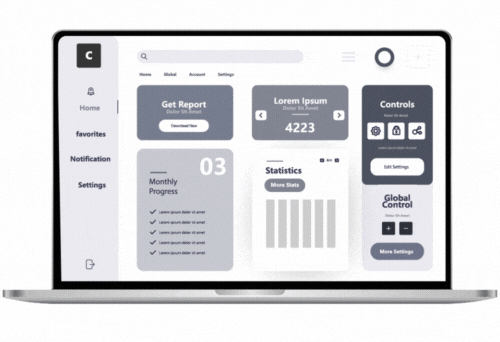 C
Home
favorites
Notification
Settings
Home Global Account Settings
Get Report
Dolor Sit Amet
Download Now
Lorem Ipsum
Dolor Sit Amet
4223
Controls
Dolor Sit Amet
Lorem ipsum dolor sit amet
Edit Settings
03
Monthly
Progress
Lorem ipsum dolor sit amet
Lorem ipsum dolor sit amet
Lorem ipsum dolor sit amet
Lorem ipsum dolor sit amet
Statistics
More Stats
Global
Control
Dolor Sit Amet
More Settings